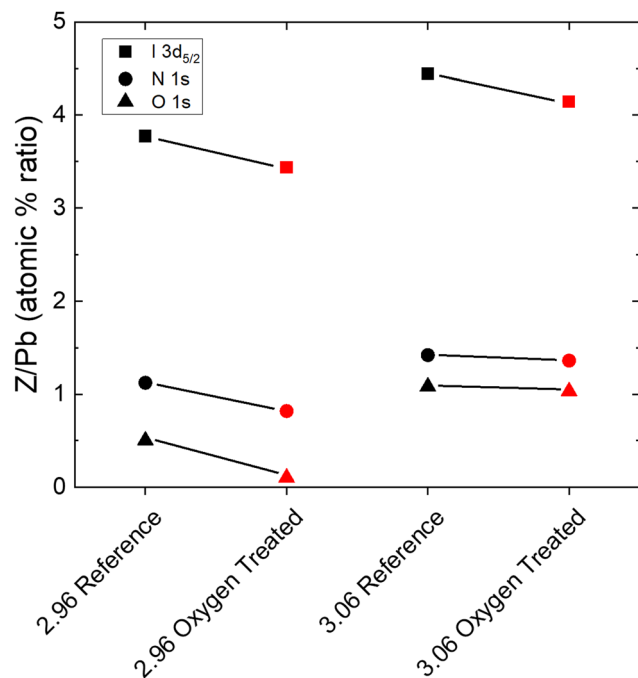 I 3d5/2
N 1s
O 1s
Z/Pb (atomic % ratio)
5
4
3
2
1
0
2.96 Reference
2.96 Oxygen Treated
3.06 Reference
3.06 Oxygen Treated